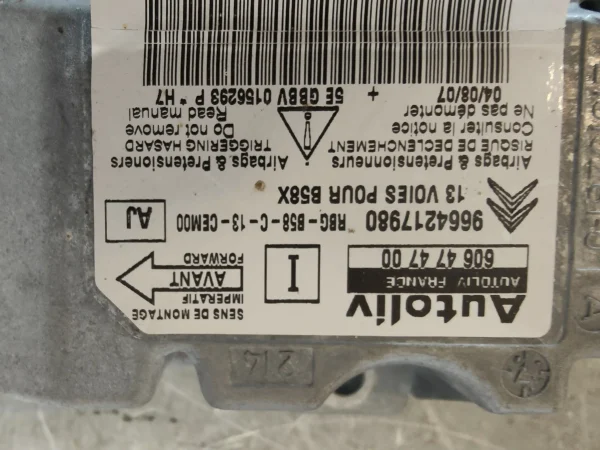 Autoliv
AUTOLIV FRANCE
606 47 47 00
I
SENS DE MONTAGE
IMPERATIF
AVANT
FORWARD
9664217980 RBG-B58-C-13-CEM00
13 VOIES POUR B58X
AJ
Airbags & Pretensionneurs
RISQUE DE DECLENCHEMENT
Consulter la notice
Ne pas démonter
Airbags & Pretensioners
TRIGGERING HASARD
Do not remove
Read manual
04/08/07 + 5E GBBV 0156293 P * H7
214